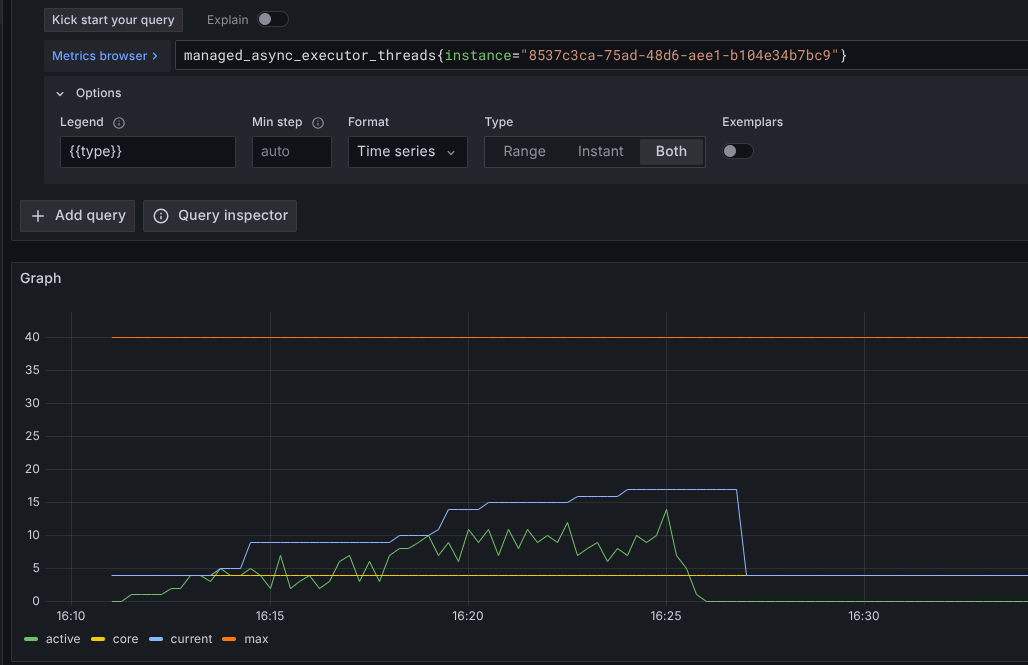 Kick start your query Explain
Metrics browser > managed_async_executor_threads{instance="8537c3ca-75ad-48d6-aee1-b104e34b7bc9"}
Options
Legend Min step Format Type Exemplars
{{type}} auto Time series Range Instant Both
+ Add query Query inspector
Graph
40
35
30
25
20
15
10
5
0
16:10 16:15 16:20 16:25 16:30
active core current max